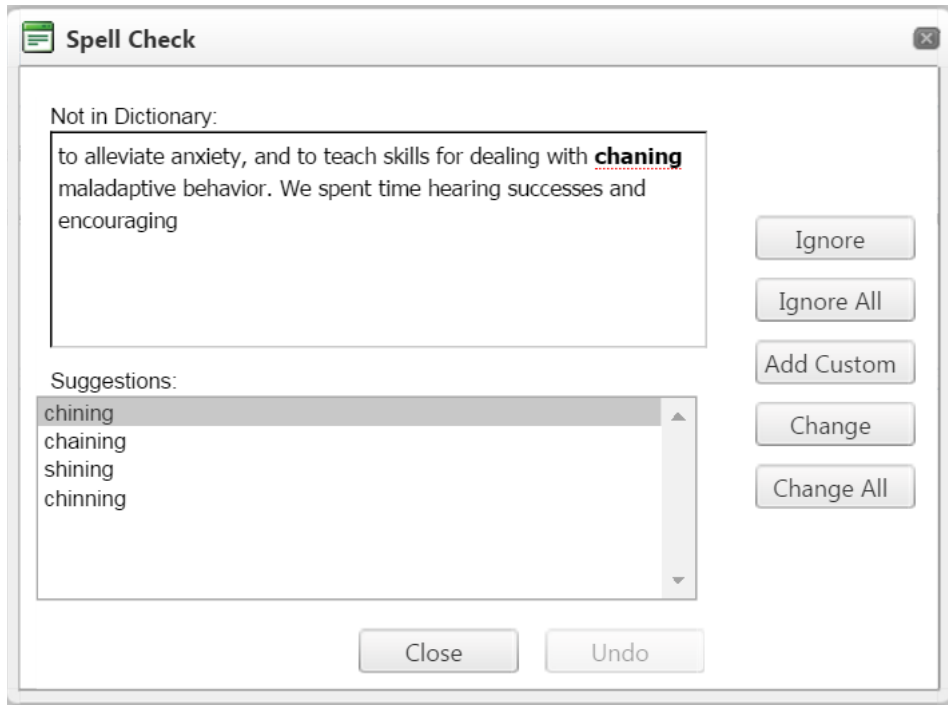 Spell Check
Not in Dictionary:
to alleviate anxiety, and to teach skills for dealing with chaning
maladaptive behavior. We spent time hearing successes and
encouraging
Ignore
Ignore All
Add Custom
Change
Change All
Suggestions:
chining
chaining
shining
chinning
Close
Undo